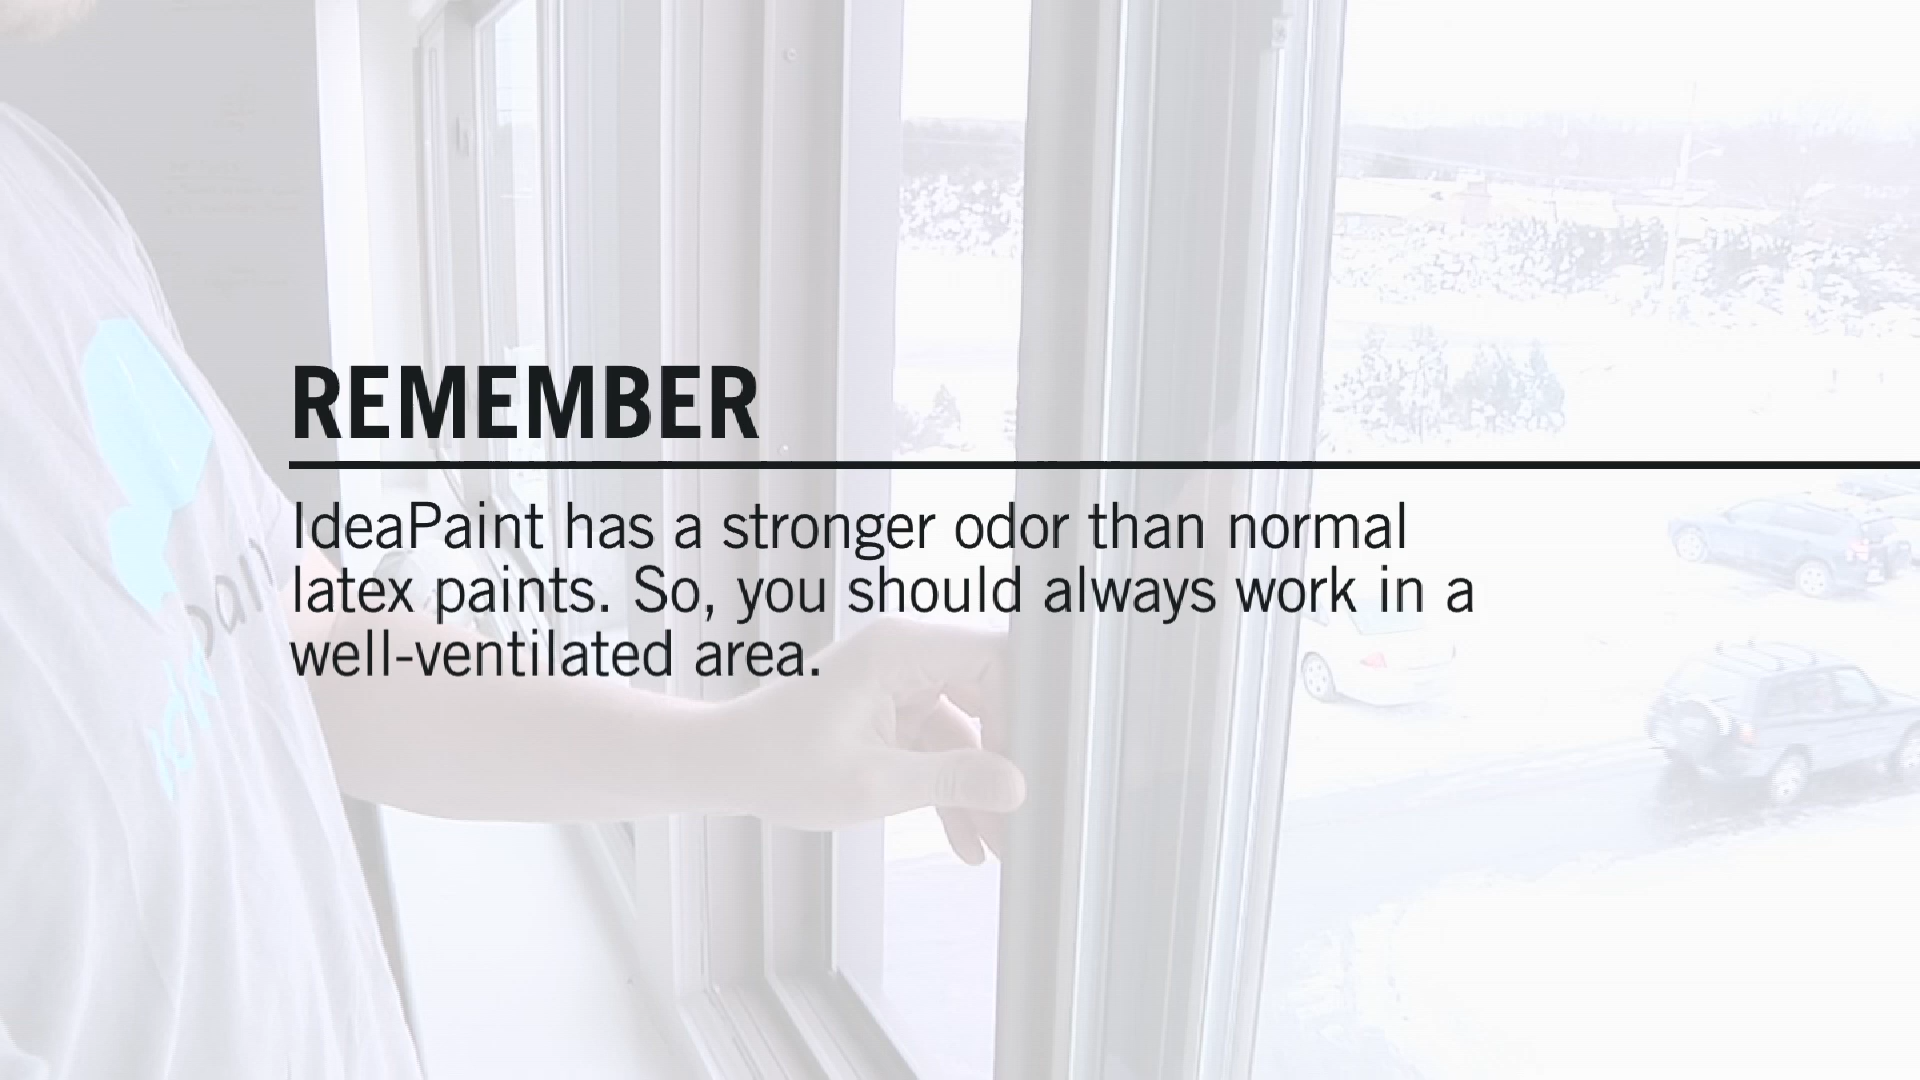 REMEMBER
IdeaPaint has a stronger odor than normal
latex paints. So, you should always work in a
well-ventilated area.